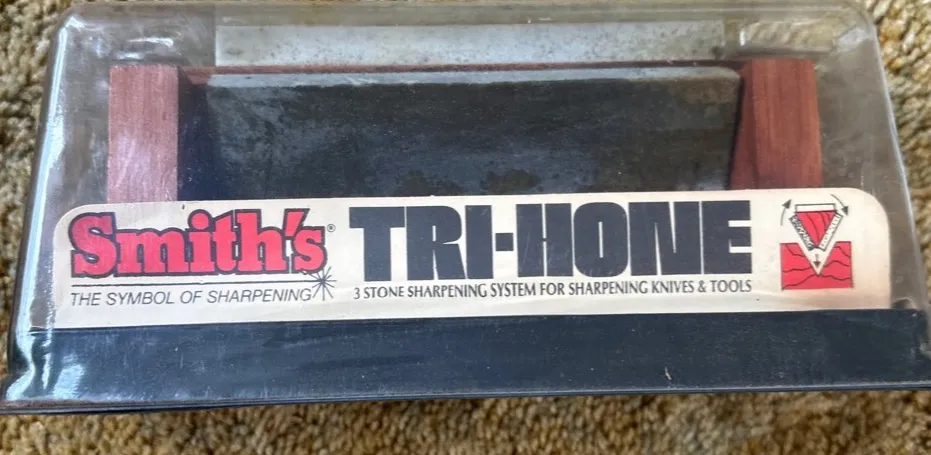 Smith's®
THE SYMBOL OF SHARPENING
TRI-HONE
3 STONE SHARPENING SYSTEM FOR SHARPENING KNIVES & TOOLS